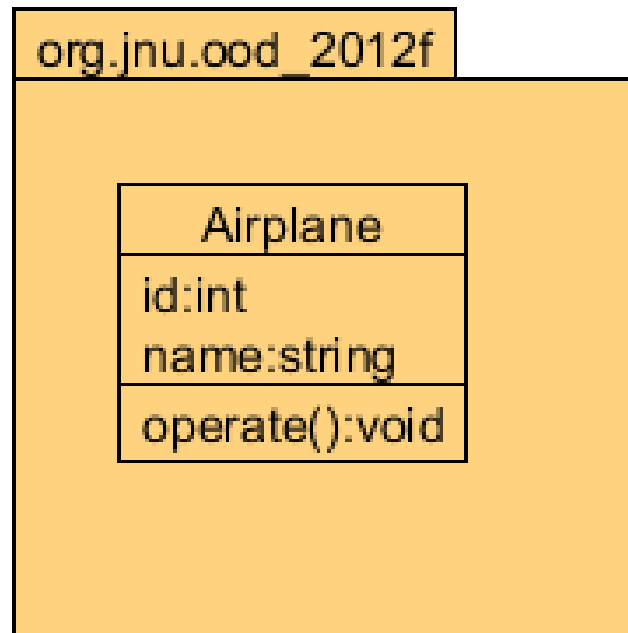 org.jnu.ood_2012f
Airplane
id:int
name:string
operate():void